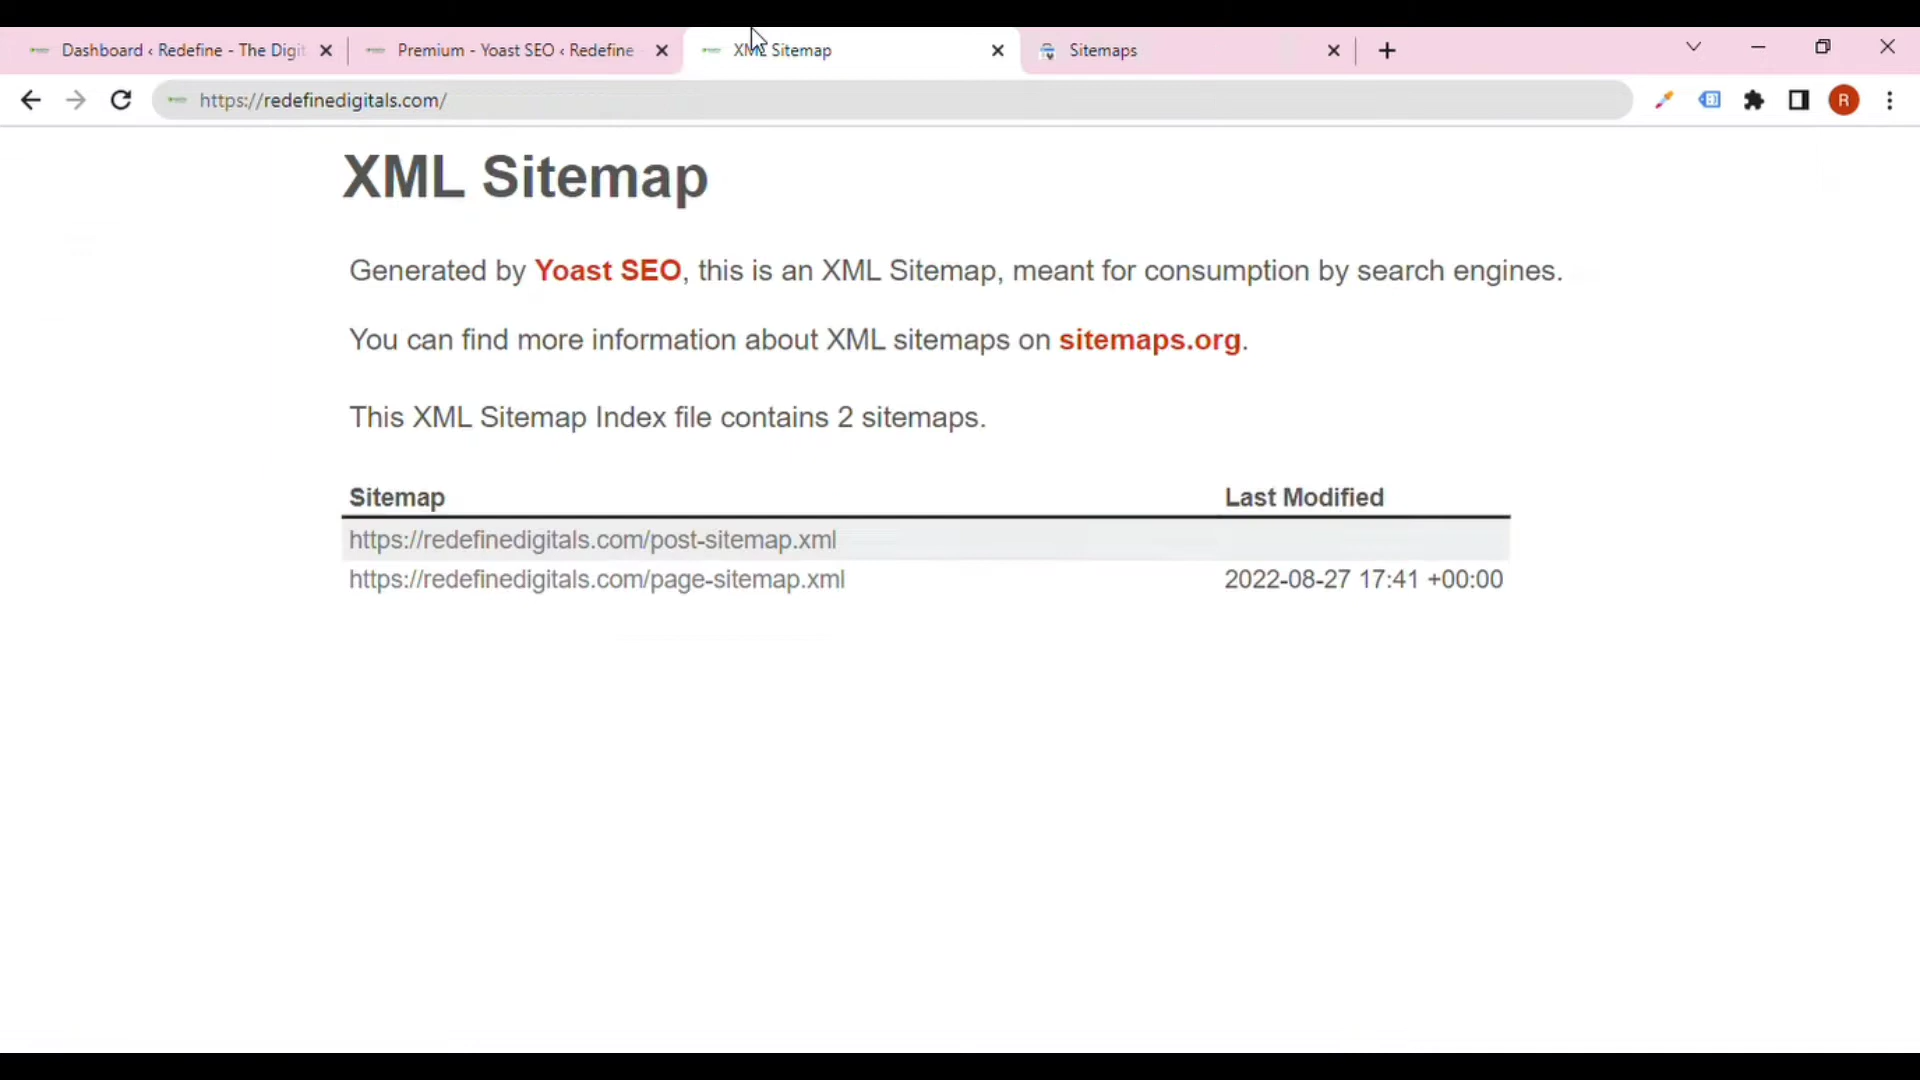 Dashboard ‹ Redefine - The Digit
Premium - Yoast SEO ‹ Redefine
XML Sitemap
Sitemaps
https://redefinedigitals.com/
R
XML Sitemap
Generated by Yoast SEO, this is an XML Sitemap, meant for consumption by search engines.
You can find more information about XML sitemaps on sitemaps.org.
This XML Sitemap Index file contains 2 sitemaps.
Sitemap Last Modified
https://redefinedigitals.com/post-sitemap.xml
https://redefinedigitals.com/page-sitemap.xml 2022-08-27 17:41 +00:00